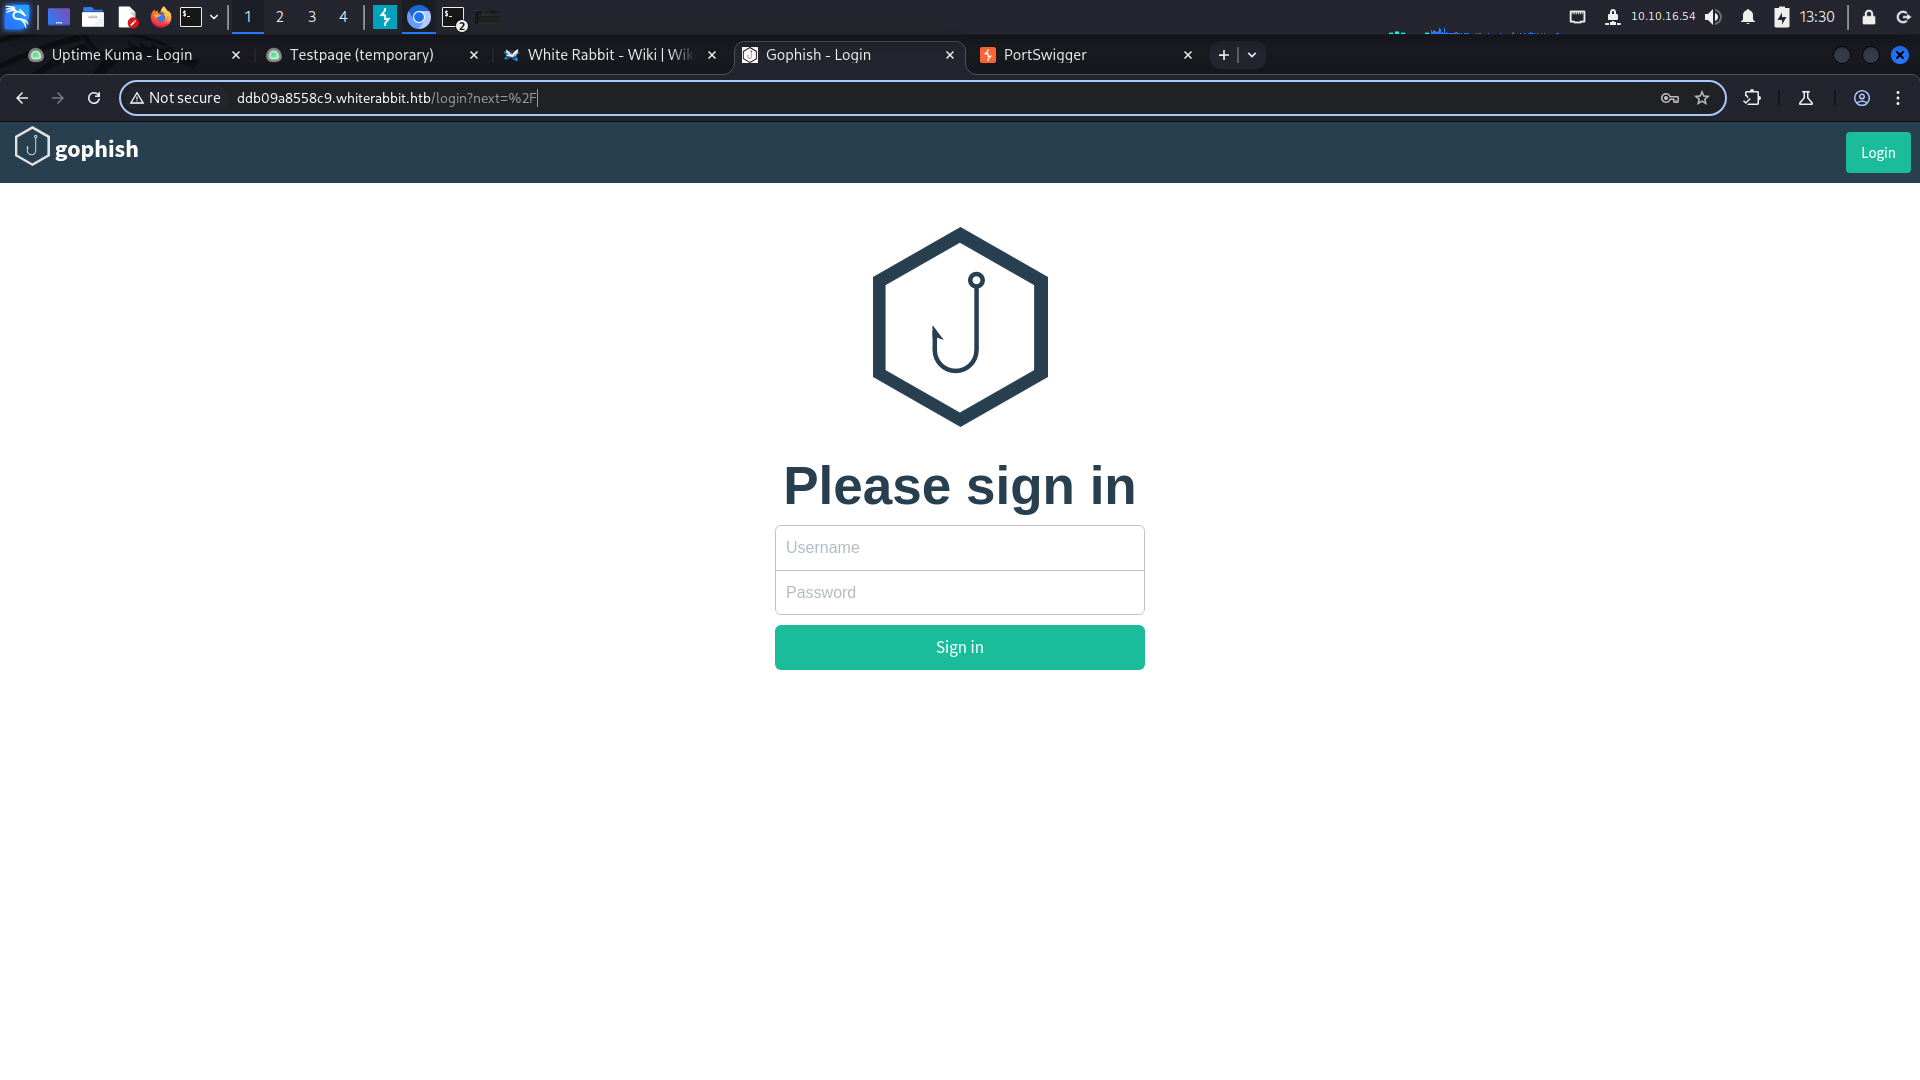 1 2 3 4 2 10.10.16.54 13:30
Uptime Kuma - Login Testpage (temporary) White Rabbit - Wiki | Wik Gophish - Login PortSwigger
Not secure ddb09a8558c9.whiterabbit.htb/login?next=%2F
gophish Login
Please sign in
Username
Password
Sign in